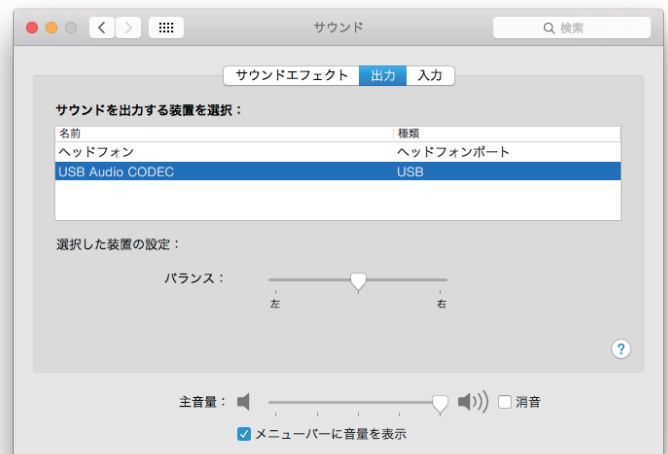 サウンド
検索
サウンドエフェクト 出力 入力
サウンドを出力する装置を選択：
名前 種類
ヘッドフォン ヘッドフォンポート
USB Audio CODEC USB
選択した装置の設定：
バランス：
左 右
?
主音量： 消音
メニューバーに音量を表示